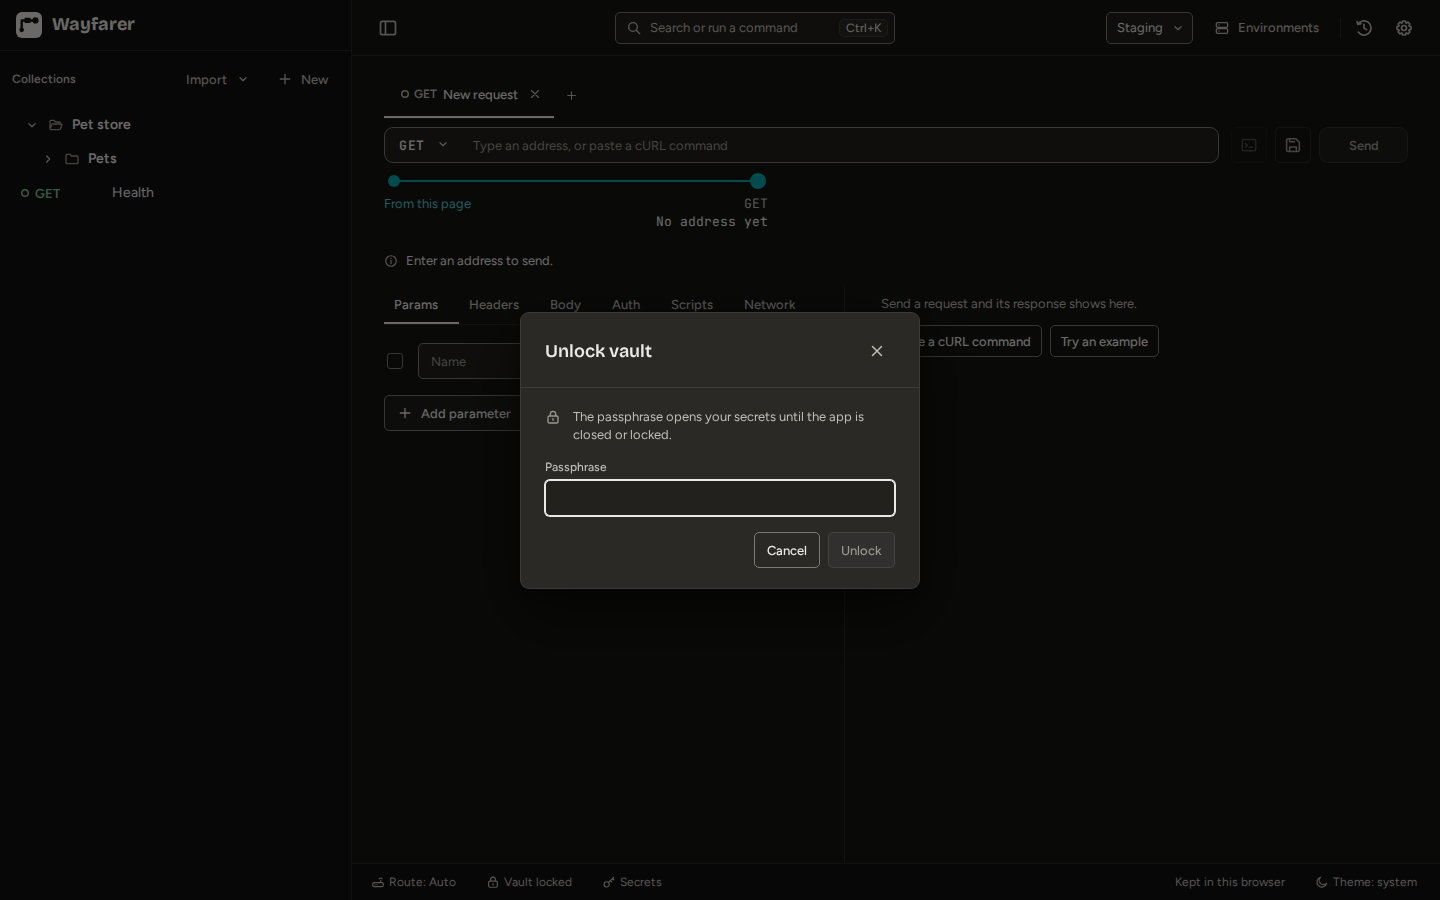 Wayfarer
Search or run a command
Ctrl+K
Staging
Environments
Collections
Import
New
Pet store
Pets
GET
Health
GET New request
GET
Type an address, or paste a cURL command
Send
From this page
GET
No address yet
Enter an address to send.
Params
Headers
Body
Auth
Scripts
Network
Send a request and its response shows here.
Name
e a cURL command
Try an example
Add parameter
Unlock vault
The passphrase opens your secrets until the app is
closed or locked.
Passphrase
Cancel
Unlock
Route: Auto
Vault locked
Secrets
Kept in this browser
Theme: system